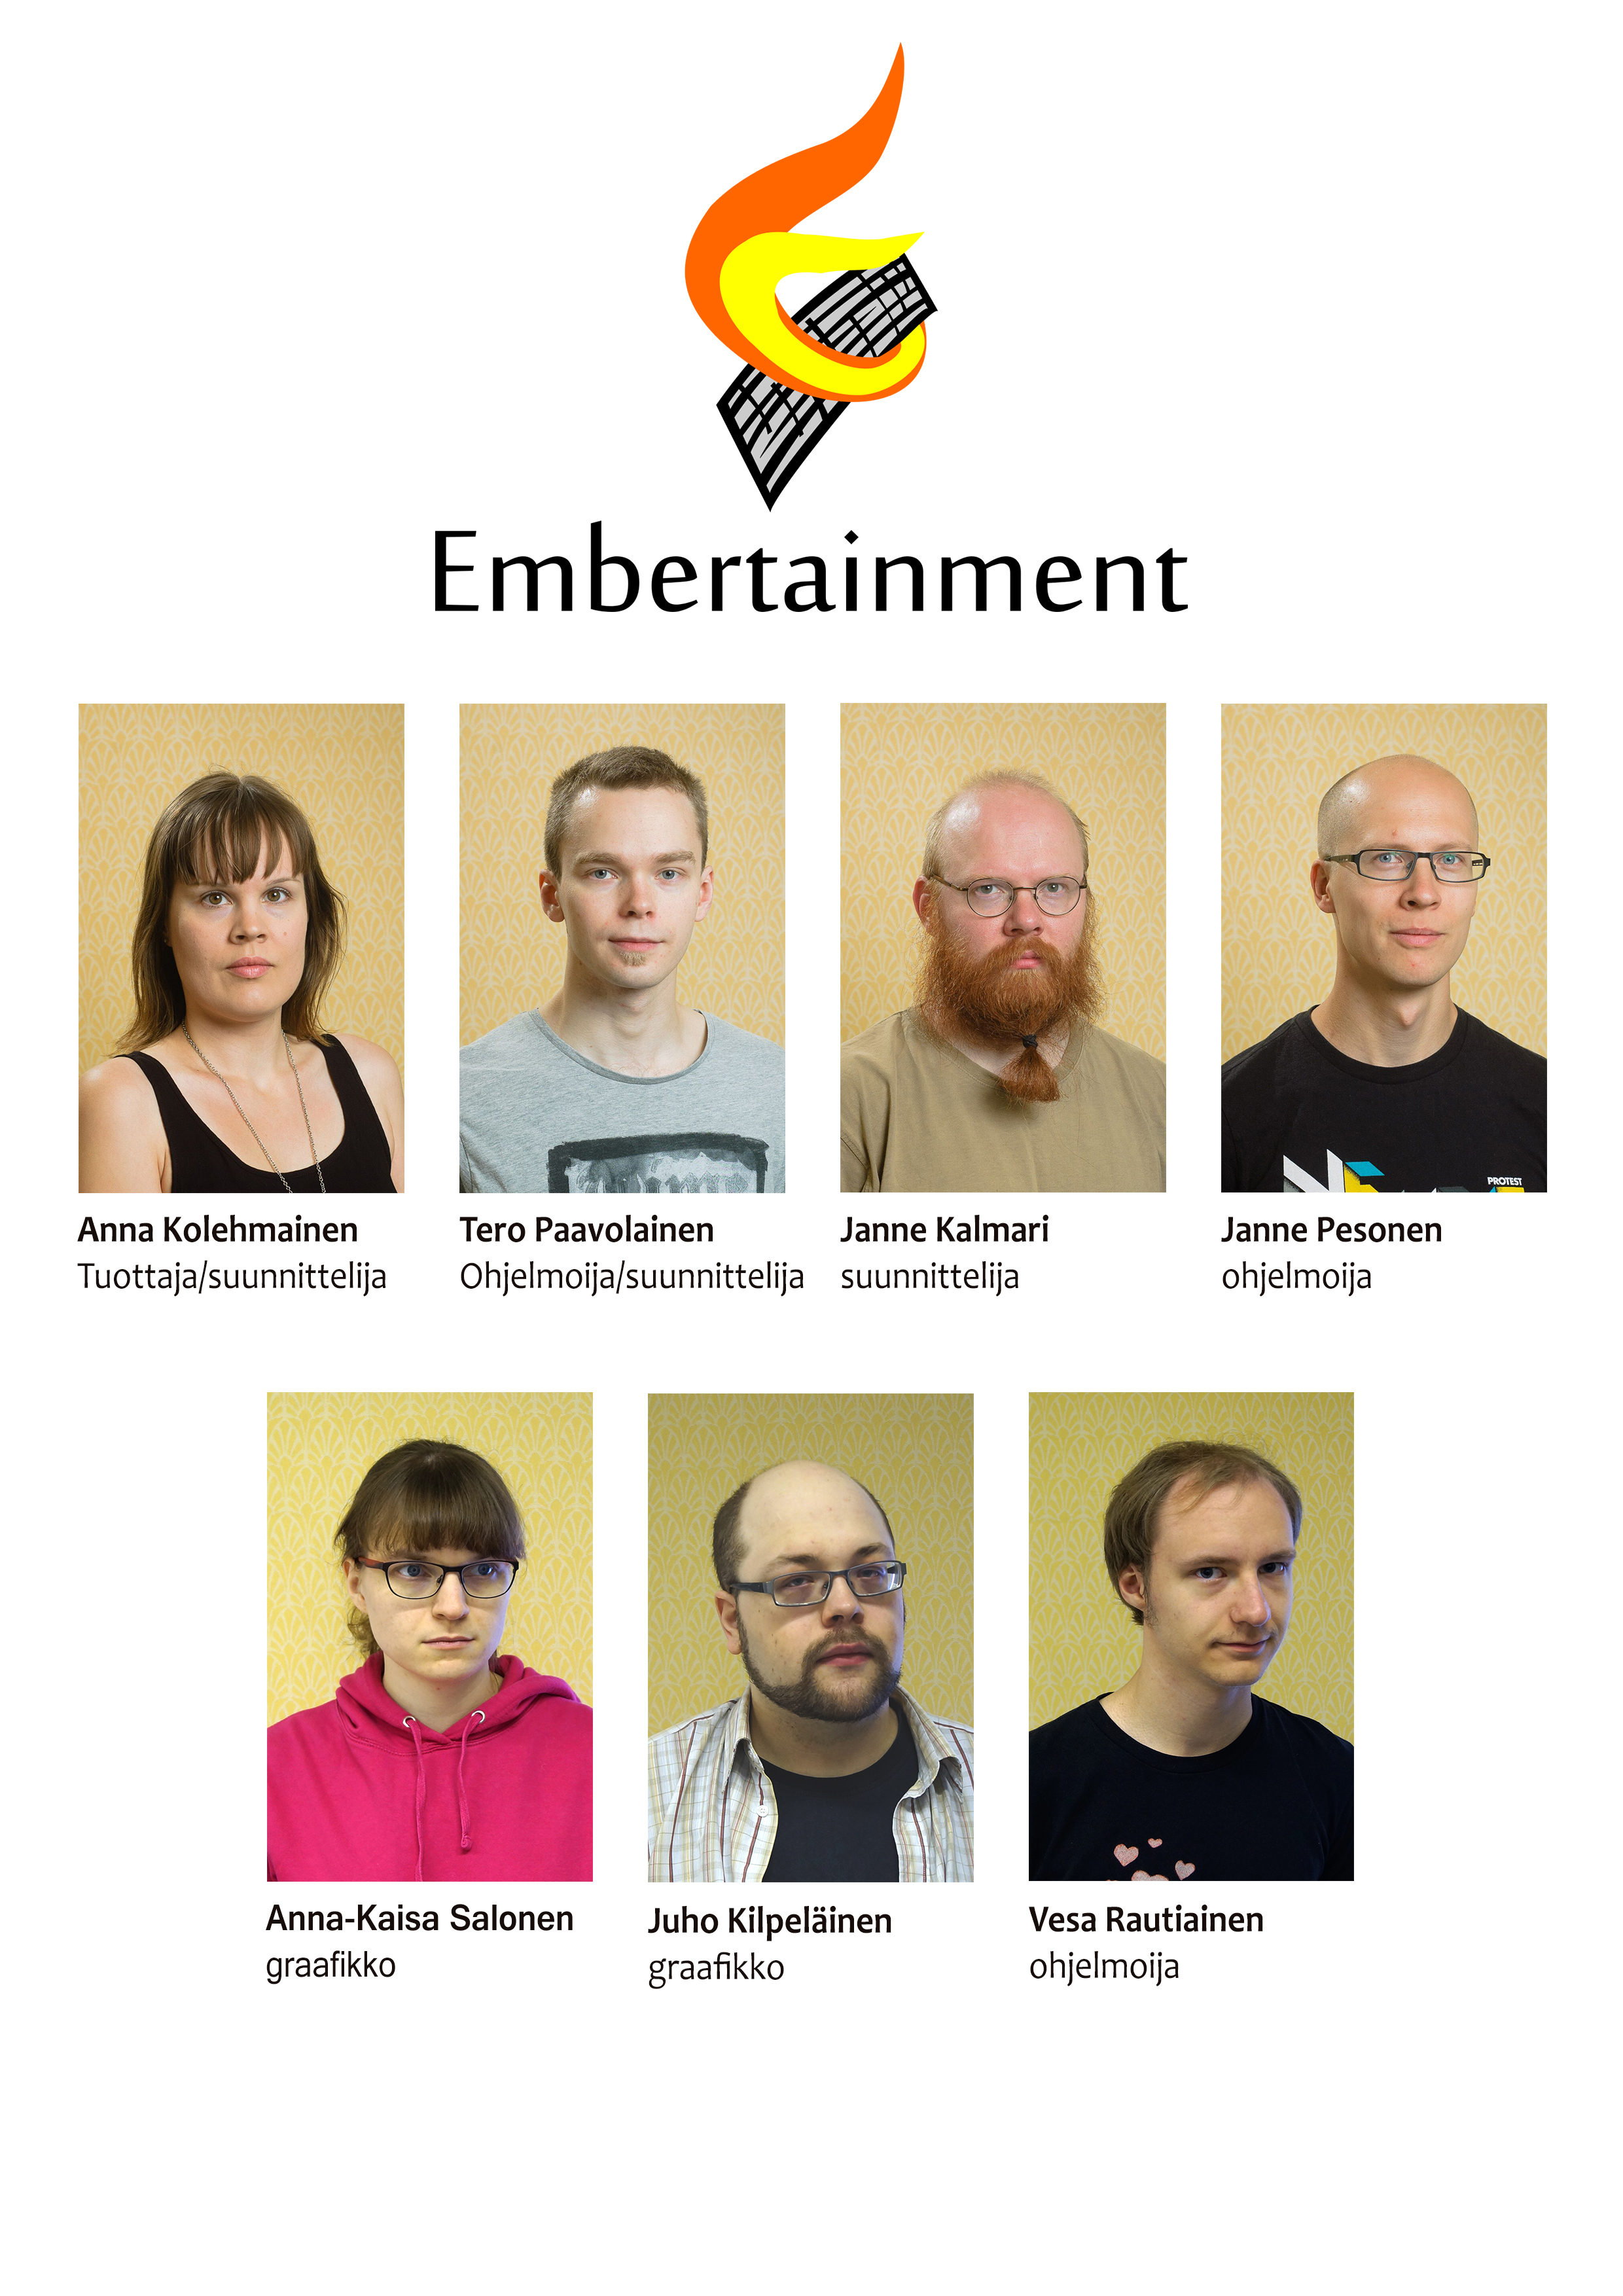 Embertainment
PROTEST
Anna Kolehmainen
Tuottaja/suunnittelija
Tero Paavolainen
Ohjelmoija/suunnittelija
Janne Kalmari
suunnittelija
Janne Pesonen
ohjelmoija
Anna-Kaisa Salonen
graafikko
Juho Kilpeläinen
graafikko
Vesa Rautiainen
ohjelmoija